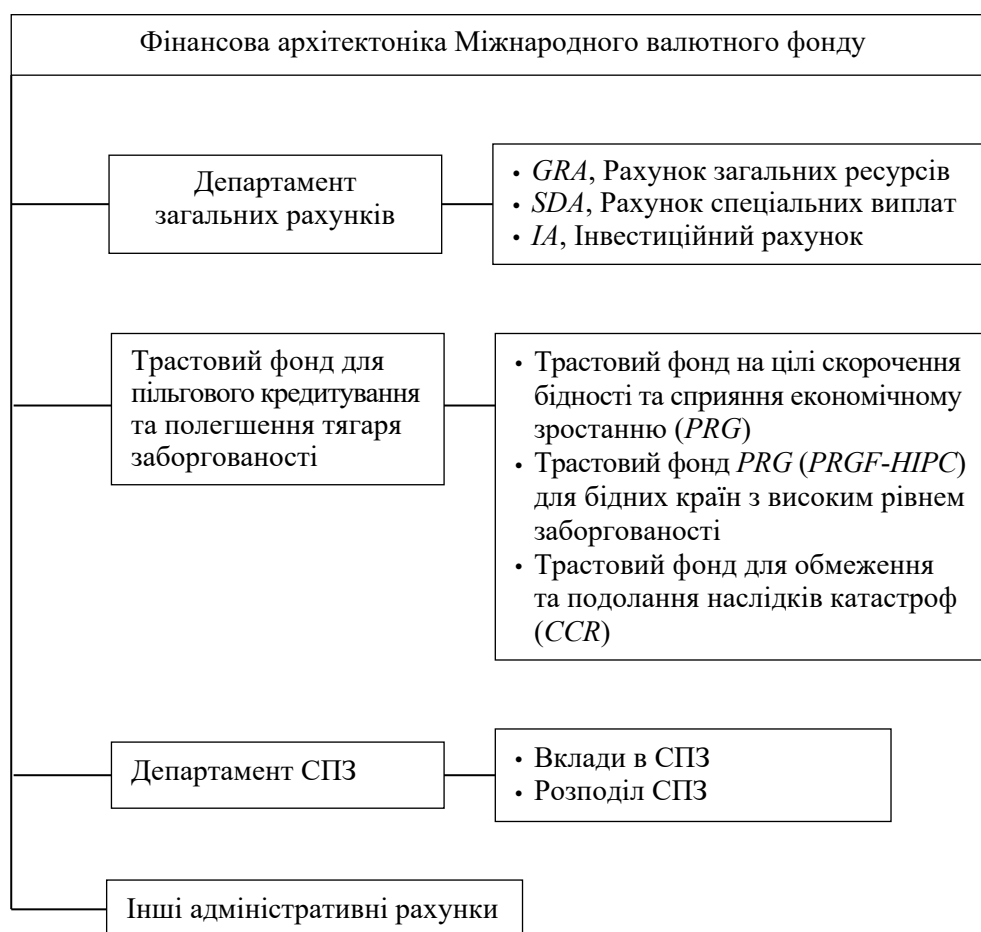 Фінансова архітектоніка Міжнародного валютного фонду
Департамент
загальних рахунків
• GRA, Рахунок загальних ресурсів
• SDA, Рахунок спеціальних виплат
• IA, Інвестиційний рахунок
Трастовий фонд для
пільгового кредитування
та полегшення тягаря
заборгованості
• Трастовий фонд на цілі скорочення
бідності та сприяння економічному
зростанню (PRG)
• Трастовий фонд PRG (PRGF-HIPC)
для бідних країн з високим рівнем
заборгованості
• Трастовий фонд для обмеження
та подолання наслідків катастроф
(CCR)
Департамент СПЗ
• Вклади в СПЗ
• Розподіл СПЗ
Інші адміністративні рахунки